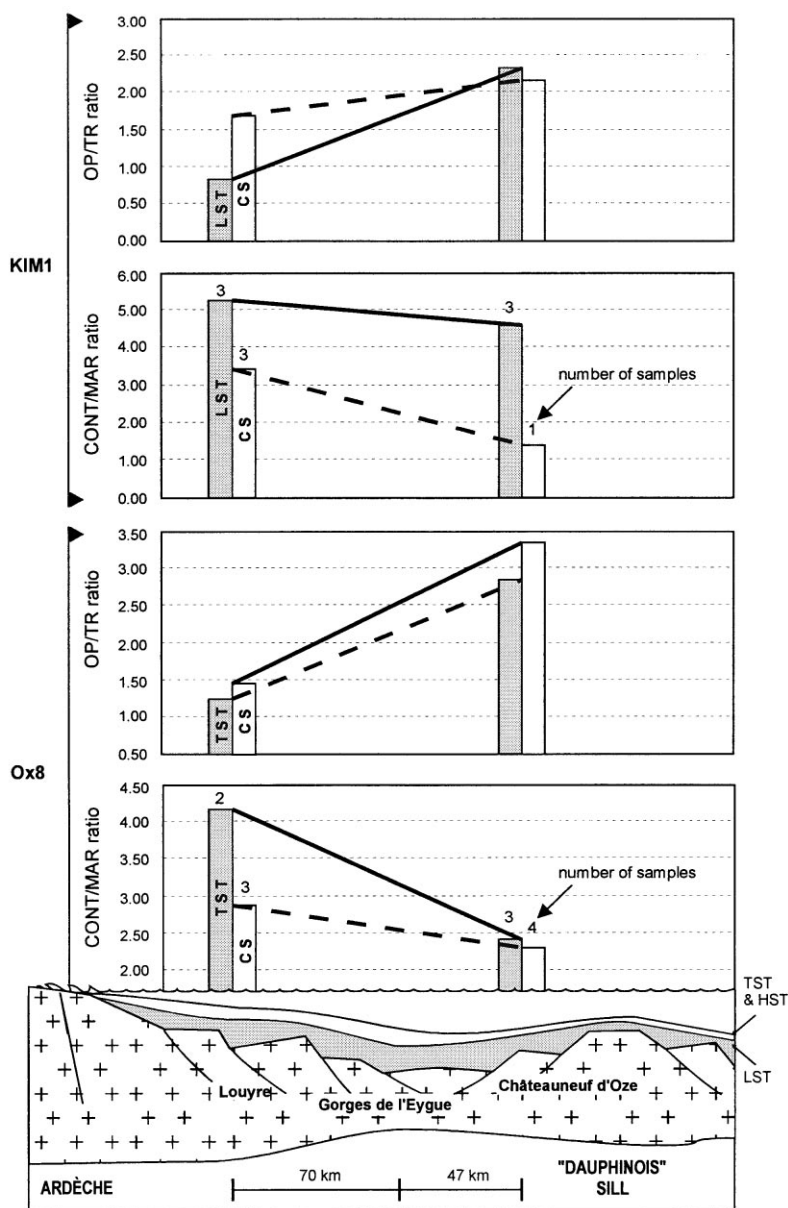 KIM1
OP/TR ratio
3.00
2.50
2.00
1.50
1.00
0.50
0.00
LST
CS
CONT/MAR ratio
6.00
5.00
4.00
3.00
2.00
1.00
0.00
3
3
3
1
LST
CS
number of samples
Ox8
OP/TR ratio
3.50
3.00
2.50
2.00
1.50
1.00
0.50
TST
CS
CONT/MAR ratio
4.50
4.00
3.50
3.00
2.50
2.00
2
3
3
4
TST
CS
number of samples
TST
& HST
LST
Louyre
Gorges de l'Eygue
Châteauneuf d'Oze
ARDÈCHE
70 km
47 km
"DAUPHINOIS"
SILL